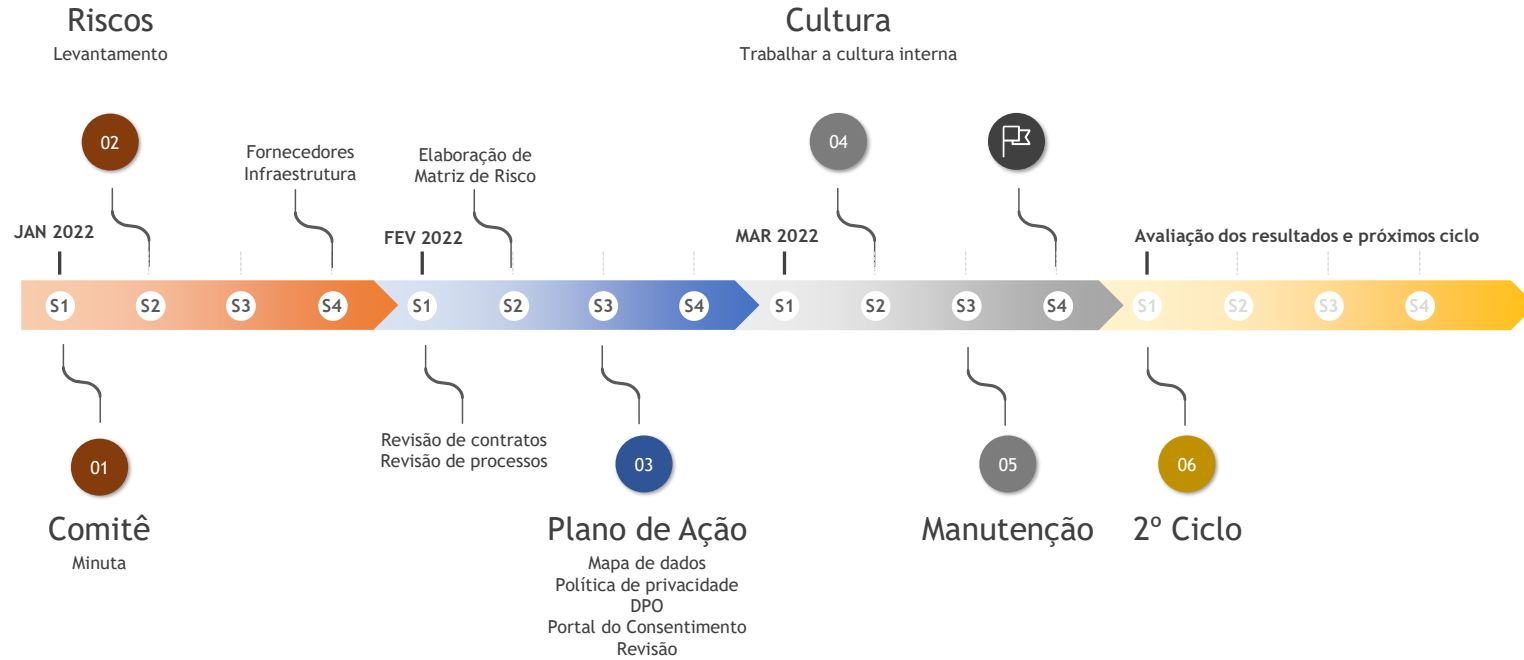 Riscos
Levantamento
Cultura
Trabalhar a cultura interna
02
04
Fornecedores
Infraestrutura
Elaboração de
Matriz de Risco
JAN 2022
FEV 2022
MAR 2022
Avaliação dos resultados e próximos ciclo
S1 S2 S3 S4 S1 S2 S3 S4 S1 S2 S3 S4 S1 S2 S3 S4
Revisão de contratos
Revisão de processos
01
03
05
06
Comitê
Minuta
Plano de Ação
Mapa de dados
Política de privacidade
DPO
Portal do Consentimento
Revisão
Manutenção
2º Ciclo